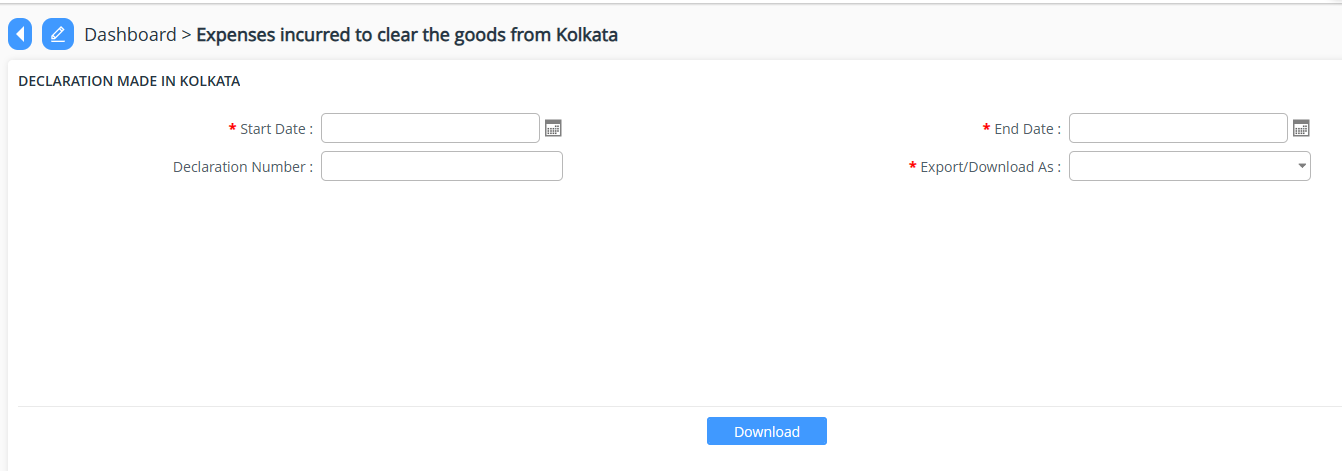 Dashboard > Expenses incurred to clear the goods from Kolkata
DECLARATION MADE IN KOLKATA
* Start Date :
* End Date :
Declaration Number :
* Export/Download As :
Download